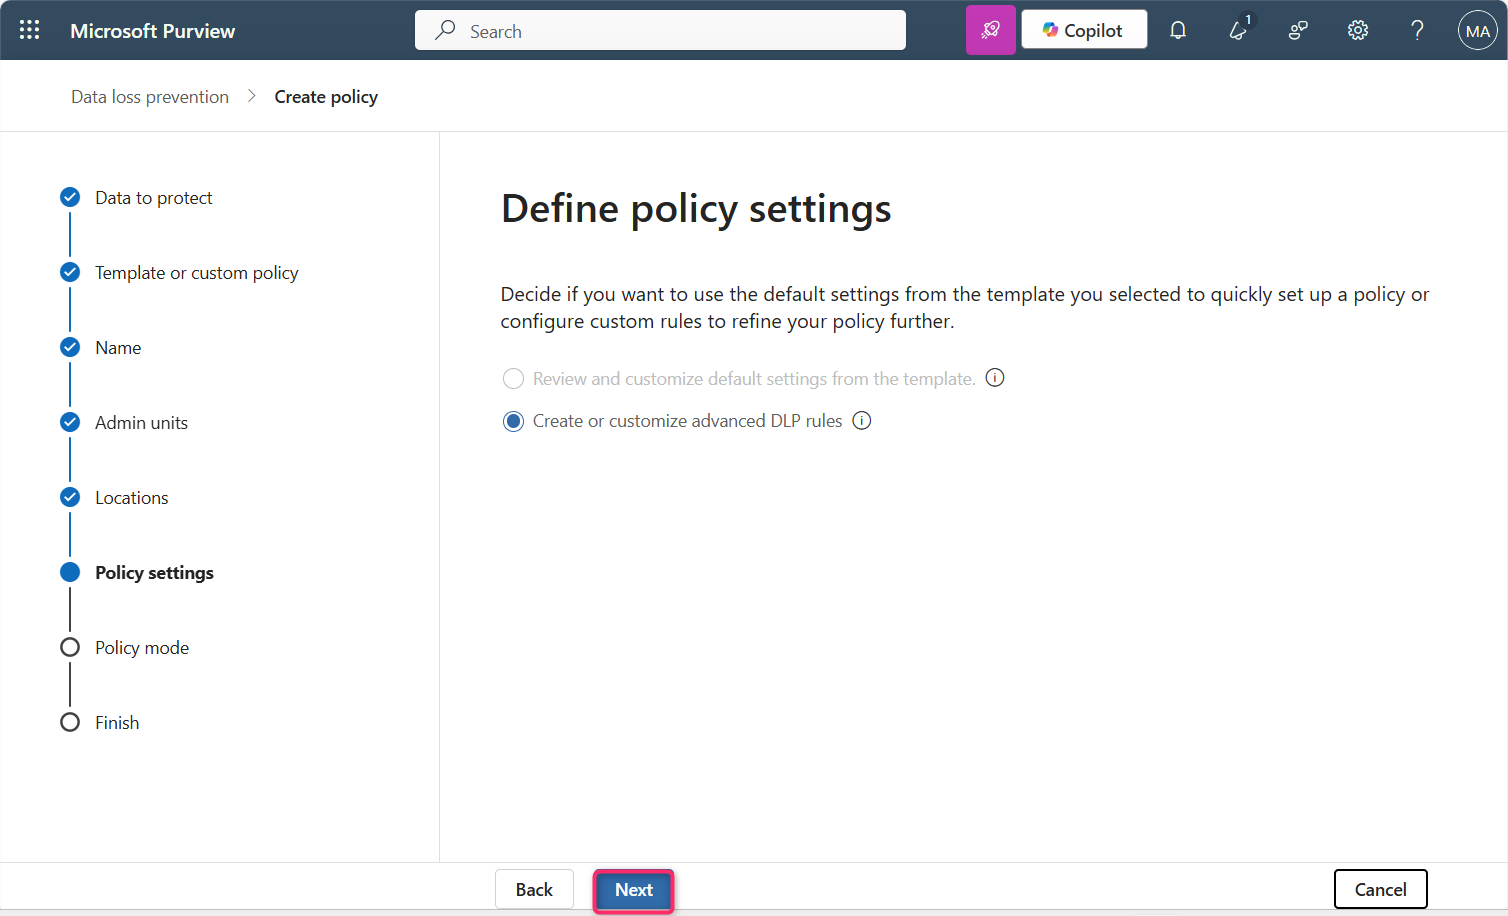 Microsoft Purview
Search
Copilot
1
?
MA
Data loss prevention > Create policy
Data to protect
Template or custom policy
Name
Admin units
Locations
Policy settings
Policy mode
Finish
Define policy settings
Decide if you want to use the default settings from the template you selected to quickly set up a policy or
configure custom rules to refine your policy further.
Review and customize default settings from the template.
Create or customize advanced DLP rules
Back
Next
Cancel